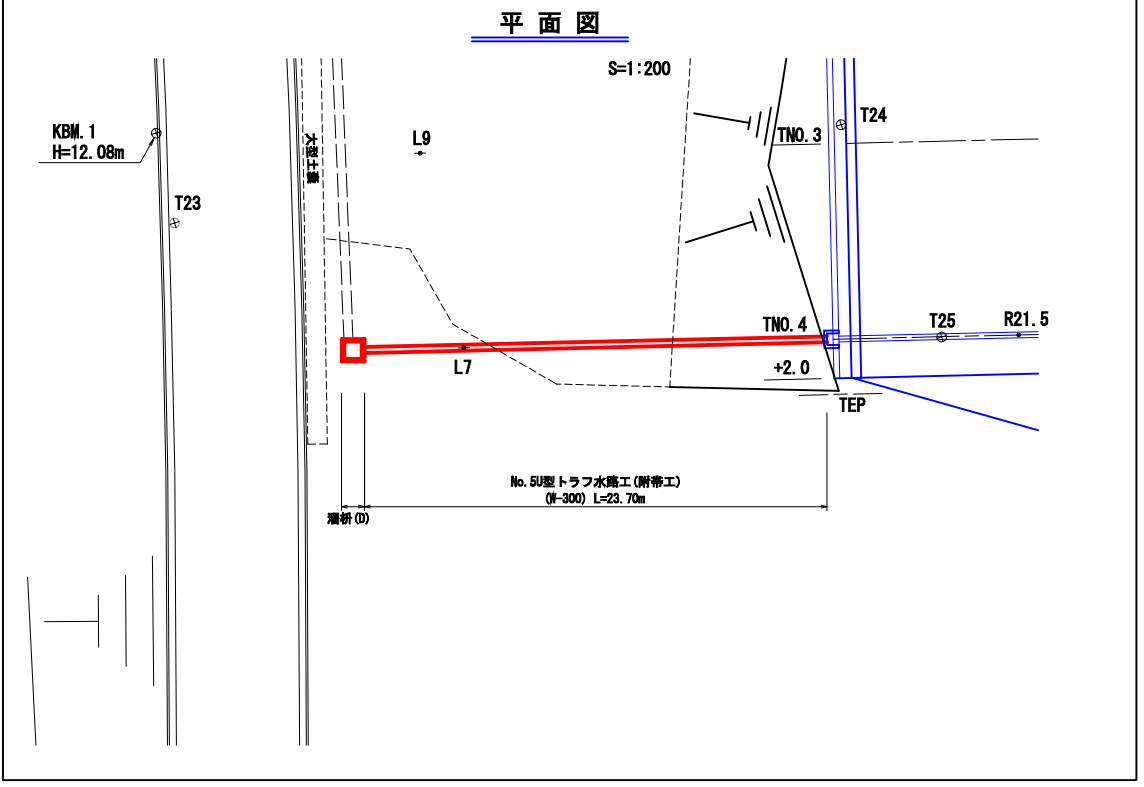 平面図
S=1:200
KBM.1
H=12.08m
T23
大型土嚢
L9
TNO.3
T24
TNO.4
T25
R21.5
L7
+2.0
TEP
No.5U型トラフ水路工(附帯工)
(W-300) L=23.70m
溜桝(D)